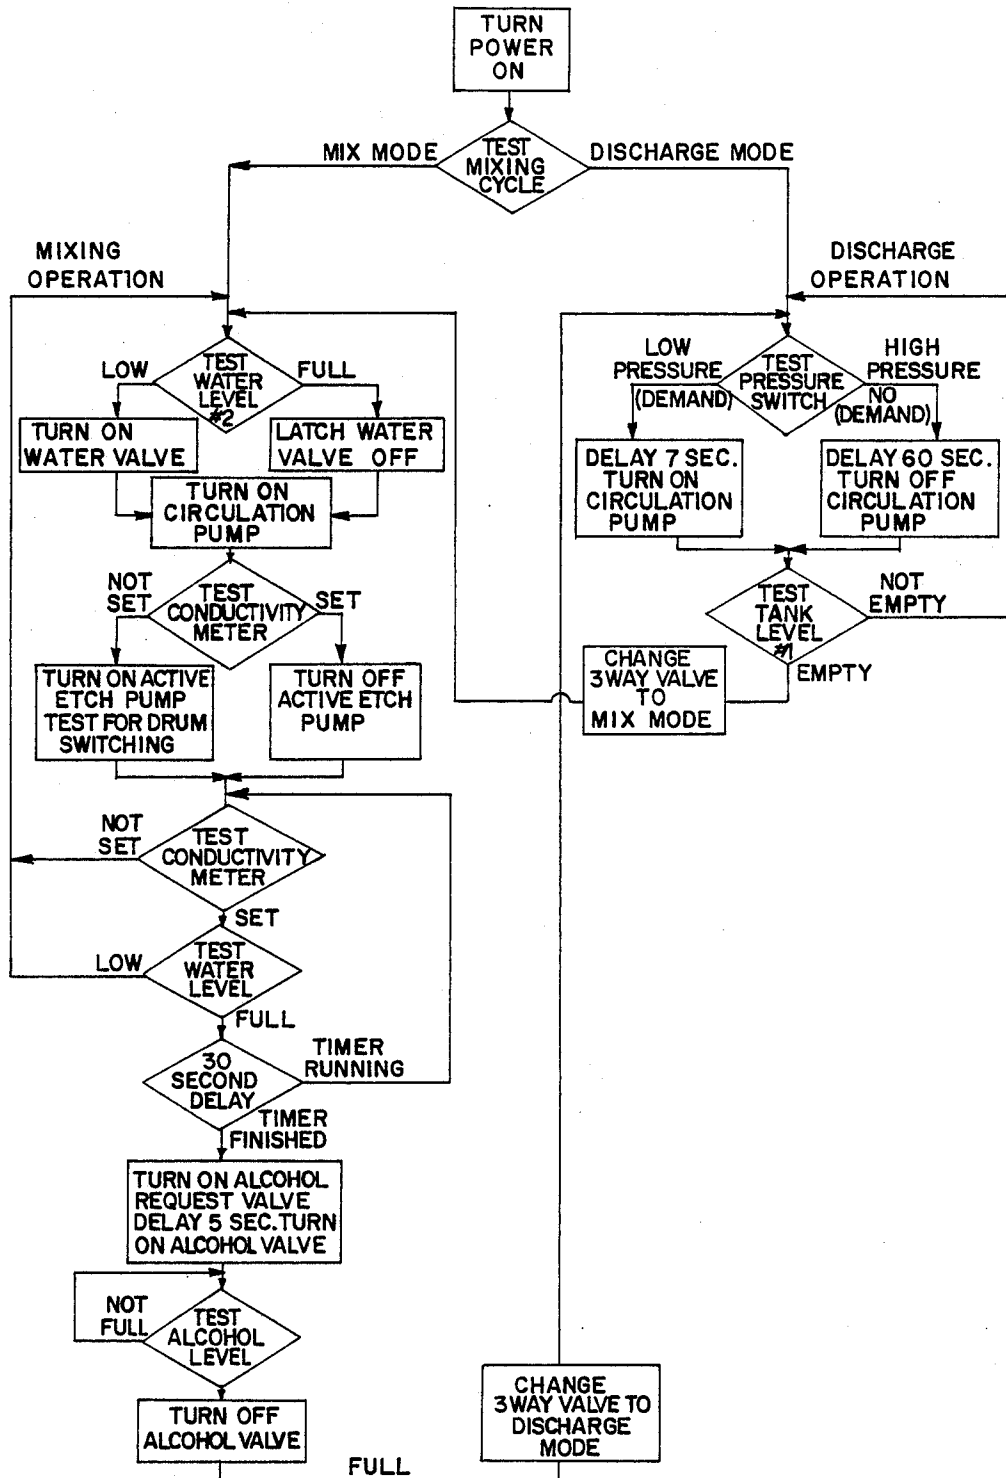 TURN
POWER
ON
TEST
MIXING
CYCLE
MIX MODE
DISCHARGE MODE
MIXING
OPERATION
DISCHARGE
OPERATION
TEST
WATER
LEVEL
#2
LOW
FULL
TURN ON
WATER VALVE
LATCH WATER
VALVE OFF
TURN ON
CIRCULATION
PUMP
TEST
CONDUCTIVITY
METER
NOT
SET
SET
TURN ON ACTIVE
ETCH PUMP
TEST FOR DRUM
SWITCHING
TURN OFF
ACTIVE ETCH
PUMP
TEST
CONDUCTIVITY
METER
NOT
SET
SET
TEST
WATER
LEVEL
LOW
FULL
30
SECOND
DELAY
TIMER
RUNNING
TIMER
FINISHED
TURN ON ALCOHOL
REQUEST VALVE
DELAY 5 SEC. TURN
ON ALCOHOL VALVE
NOT
FULL
TEST
ALCOHOL
LEVEL
TURN OFF
ALCOHOL VALVE
FULL
LOW
PRESSURE
(DEMAND)
TEST
PRESSURE
SWITCH
HIGH
PRESSURE
NO
(DEMAND)
DELAY 7 SEC.
TURN ON
CIRCULATION
PUMP
DELAY 60 SEC.
TURN OFF
CIRCULATION
PUMP
TEST
TANK
LEVEL
#1
NOT
EMPTY
EMPTY
CHANGE
3 WAY VALVE
TO
MIX MODE
CHANGE
3 WAY VALVE TO
DISCHARGE
MODE